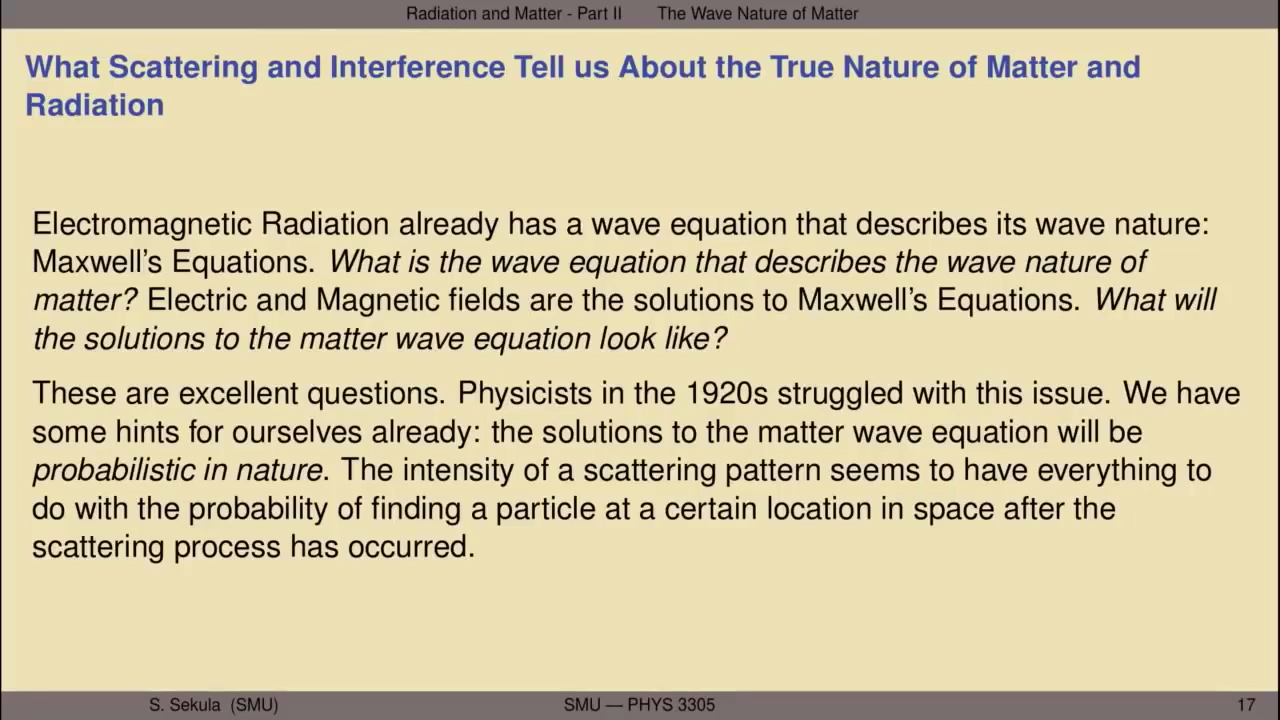 Radiation and Matter - Part II The Wave Nature of Matter
What Scattering and Interference Tell us About the True Nature of Matter and
Radiation
Electromagnetic Radiation already has a wave equation that describes its wave nature:
Maxwell's Equations. What is the wave equation that describes the wave nature of
matter? Electric and Magnetic fields are the solutions to Maxwell's Equations. What will
the solutions to the matter wave equation look like?
These are excellent questions. Physicists in the 1920s struggled with this issue. We have
some hints for ourselves already: the solutions to the matter wave equation will be
probabilistic in nature. The intensity of a scattering pattern seems to have everything to
do with the probability of finding a particle at a certain location in space after the
scattering process has occurred.
S. Sekula (SMU) SMU — PHYS 3305 17